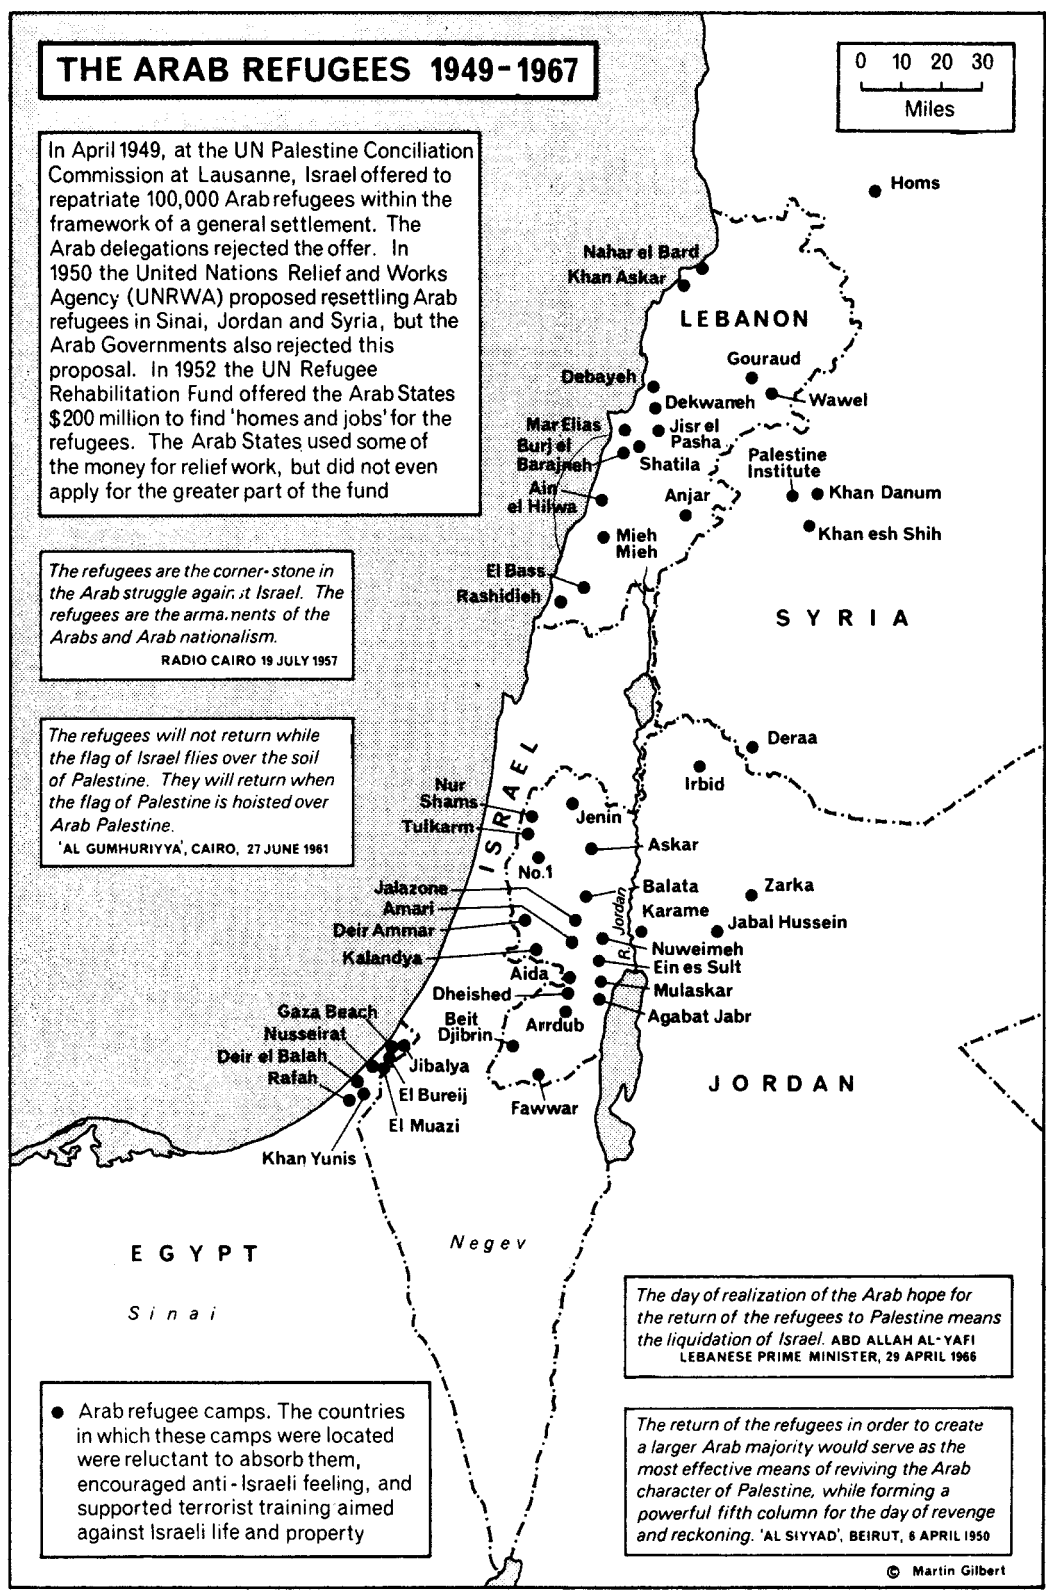 THE ARAB REFUGEES 1949-1967
0 10 20 30
Miles
In April 1949, at the UN Palestine Conciliation
Commission at Lausanne, Israel offered to
repatriate 100,000 Arab refugees within the
framework of a general settlement. The
Arab delegations rejected the offer. In
1950 the United Nations Relief and Works
Agency (UNRWA) proposed resettling Arab
refugees in Sinai, Jordan and Syria, but the
Arab Governments also rejected this
proposal. In 1952 the UN Refugee
Rehabilitation Fund offered the Arab States
$200 million to find 'homes and jobs' for the
refugees. The Arab States used some of
the money for relief work, but did not even
apply for the greater part of the fund
The refugees are the corner-stone in
the Arab struggle against Israel. The
refugees are the armaments of the
Arabs and Arab nationalism.
RADIO CAIRO 19 JULY 1957
The refugees will not return while
the flag of Israel flies over the soil
of Palestine. They will return when
the flag of Palestine is hoisted over
Arab Palestine.
'AL GUMHURIYYA', CAIRO, 27 JUNE 1961
Homs
Nahar el Bard
Khan Askar
LEBANON
Gouraud
Debayeh
Dekwaneh
Wawel
Mar Elias
Jisr el
Pasha
Burj el
Barajneh
Shatila
Palestine
Institute
Ain
el Hilwa
Anjar
Khan Danum
Khan esh Shih
Mieh
Mieh
El Bass
Rashidieh
SYRIA
Deraa
Irbid
ISRAEL
Nur
Shams
Jenin
Tulkarm
Askar
No.1
Jalazone
Balata
Zarka
Amari
Karame
Jabal Hussein
Deir Ammar
R. Jordan
Nuweimeh
Kalandya
Ein es Sult
Aida
Mulaskar
Dheished
Agabat Jabr
Arrdub
Beit
Djibrin
Gaza Beach
Nusseirat
Deir el Balah
Jibalya
Rafah
El Bureij
Fawwar
El Muazi
Khan Yunis
JORDAN
EGYPT
Negev
Sinai
The day of realization of the Arab hope for
the return of the refugees to Palestine means
the liquidation of Israel. ABD ALLAH AL-YAFI
LEBANESE PRIME MINISTER, 29 APRIL 1966
Arab refugee camps. The countries
in which these camps were located
were reluctant to absorb them,
encouraged anti-Israeli feeling, and
supported terrorist training aimed
against Israeli life and property
The return of the refugees in order to create
a larger Arab majority would serve as the
most effective means of reviving the Arab
character of Palestine, while forming a
powerful fifth column for the day of revenge
and reckoning. 'AL SIYYAD', BEIRUT, 6 APRIL 1950
© Martin Gilbert